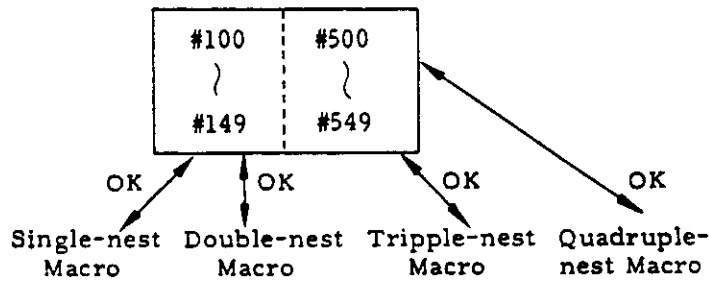 #100 #500
#149 #549
OK OK OK OK
Single-nest Double-nest Tripple-nest Quadruple-
Macro Macro Macro nest Macro